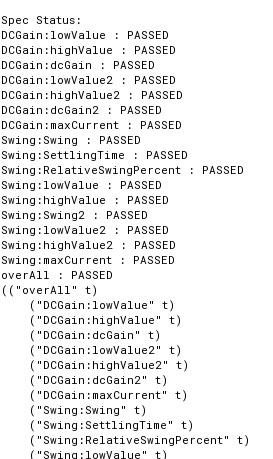 Spec Status:
DCGain:lowValue : PASSED
DCGain:highValue : PASSED
DCGain:dcGain : PASSED
DCGain:lowValue2 : PASSED
DCGain:highValue2 : PASSED
DCGain:dcGain2 : PASSED
DCGain:maxCurrent : PASSED
Swing:Swing : PASSED
Swing:SettlingTime : PASSED
Swing:RelativeSwingPercent : PASSED
Swing:lowValue : PASSED
Swing:highValue : PASSED
Swing:Swing2 : PASSED
Swing:lowValue2 : PASSED
Swing:highValue2 : PASSED
Swing:maxCurrent : PASSED
overAll : PASSED
(("overAll" t)
    ("DCGain:lowValue" t)
    ("DCGain:highValue" t)
    ("DCGain:dcGain" t)
    ("DCGain:lowValue2" t)
    ("DCGain:highValue2" t)
    ("DCGain:dcGain2" t)
    ("DCGain:maxCurrent" t)
    ("Swing:Swing" t)
    ("Swing:SettlingTime" t)
    ("Swing:RelativeSwingPercent" t)
    ("Swing:lowValue" t)